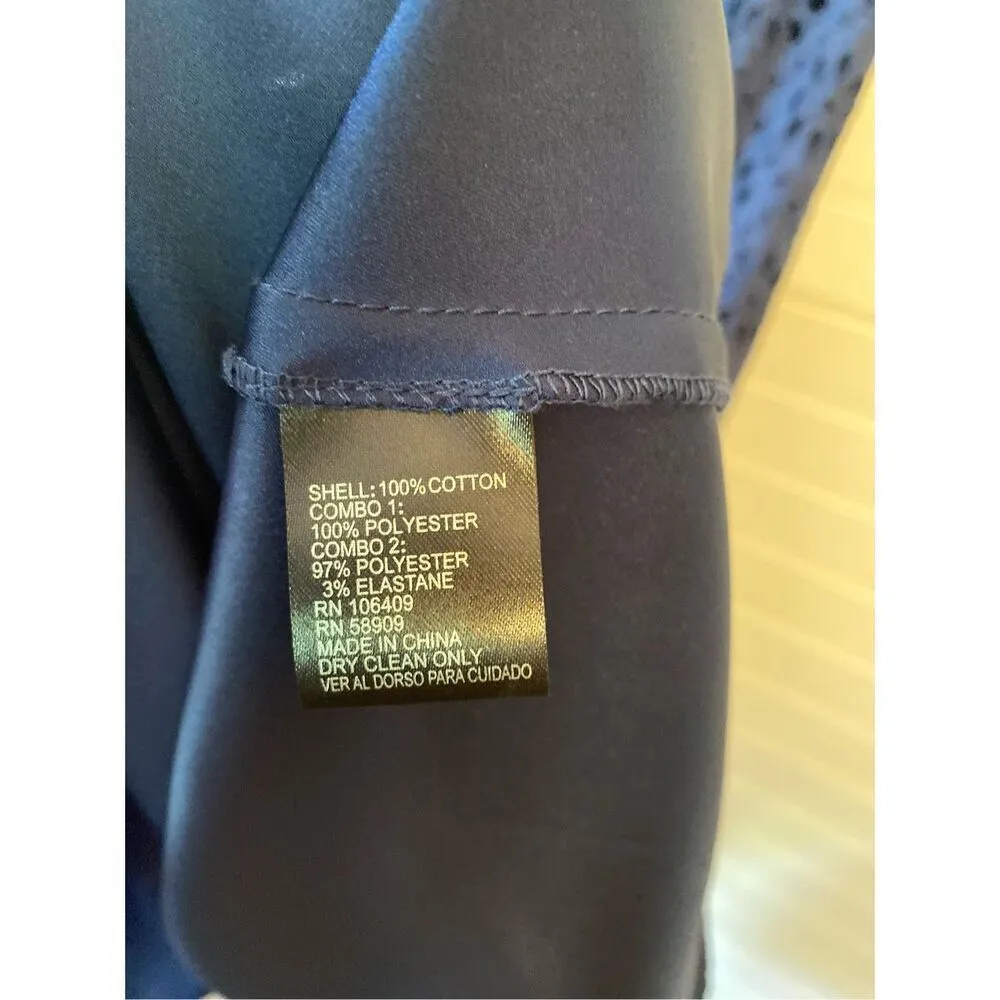 SHELL: 100% COTTON
COMBO 1:
100% POLYESTER
COMBO 2:
97% POLYESTER
3% ELASTANE
RN 106409
RN 58909
MADE IN CHINA
DRY CLEAN ONLY
VER AL DORSO PARA CUIDADO